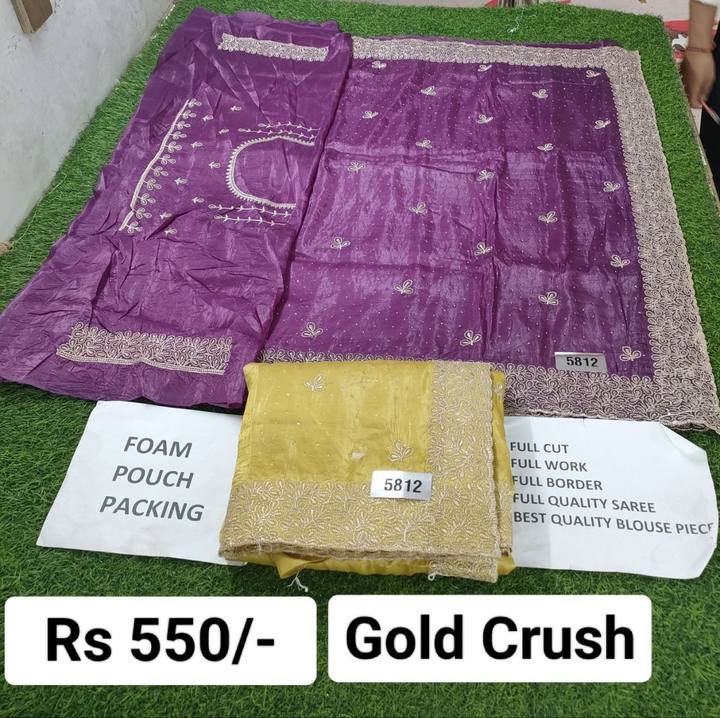 5812
FOAM
POUCH
PACKING
5812
FULL CUT
FULL WORK
FULL BORDER
FULL QUALITY SAREE
BEST QUALITY BLOUSE PIECE
Rs 550/-
Gold Crush